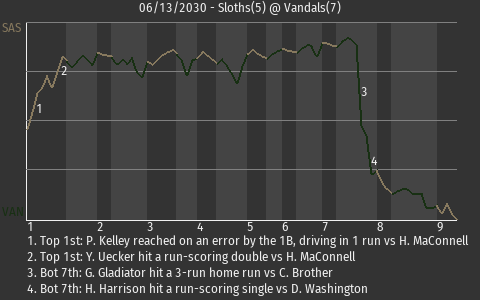 06/13/2030 - Sloths(5) @ Vandals(7)
SAS
1
2
3
4
VAN
1 2 3 4 5 6 7 8 9
1. Top 1st: P. Kelley reached on an error by the 1B, driving in 1 run vs H. MaConnell
2. Top 1st: Y. Uecker hit a run-scoring double vs H. MaConnell
3. Bot 7th: G. Gladiator hit a 3-run home run vs C. Brother
4. Bot 7th: H. Harrison hit a run-scoring single vs D. Washington